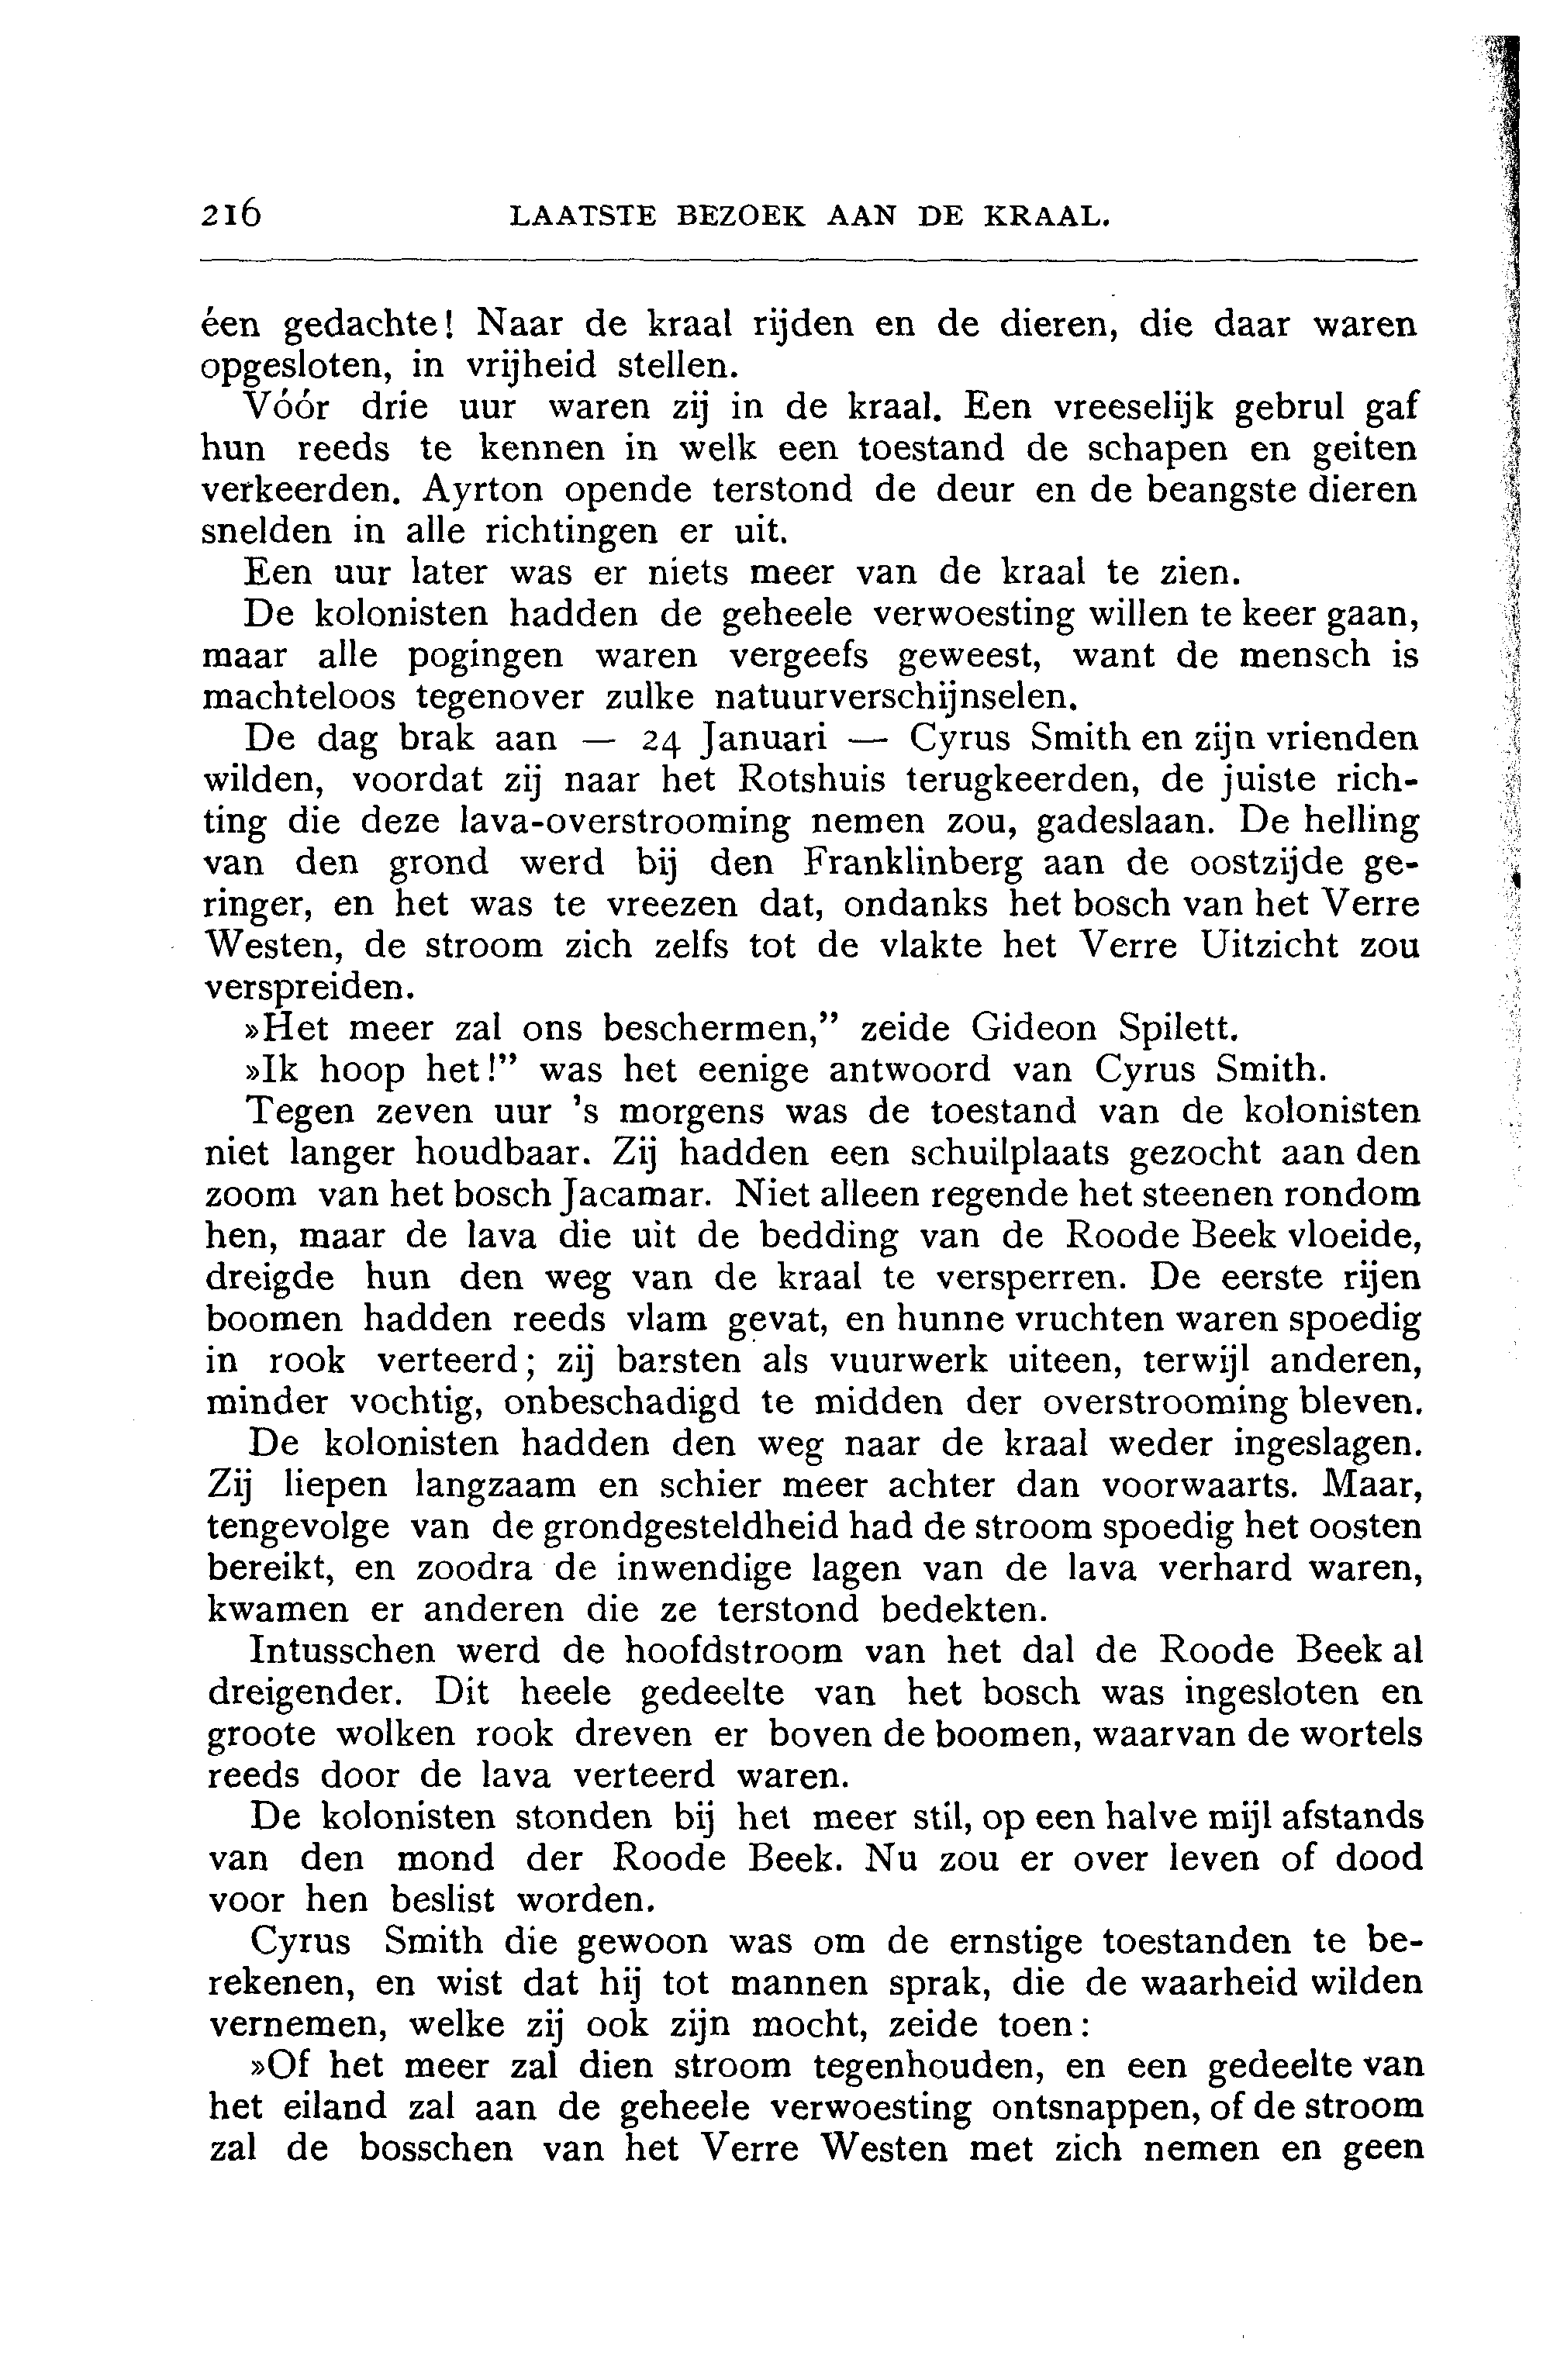 216 LAATSTE BEZOEK AAN DE KRAAL.
éen gedachte! Naar de kraal rijden en de dieren, die daar waren
opgesloten, in vrijheid stellen.
Vóór drie uur waren zij in de kraal. Een vreeselijk gebrul gaf
hun reeds te kennen in welk een toestand de schapen en geiten
verkeerden. Ayrton opende terstond de deur en de beangste dieren
snelden in alle richtingen er uit.
Een uur later was er niets meer van de kraal te zien.
De kolonisten hadden de geheele verwoesting willen te keer gaan,
maar alle pogingen waren vergeefs geweest, want de mensch is
machteloos tegenover zulke natuurverschijnselen.
De dag brak aan — 24 Januari — Cyrus Smith en zijn vrienden
wilden, voordat zij naar het Rotshuis terugkeerden, de juiste rich-
ting die deze lava-overstrooming nemen zou, gadeslaan. De helling
van den grond werd bij den Franklinberg aan de oostzijde ge-
ringer, en het was te vreezen dat, ondanks het bosch van het Verre
Westen, de stroom zich zelfs tot de vlakte het Verre Uitzicht zou
verspreiden.
»Het meer zal ons beschermen,” zeide Gideon Spilett.
»Ik hoop het!” was het eenige antwoord van Cyrus Smith.
Tegen zeven uur 's morgens was de toestand van de kolonisten
niet langer houdbaar. Zij hadden een schuilplaats gezocht aan den
zoom van het bosch Jacamar. Niet alleen regende het steenen rondom
hen, maar de lava die uit de bedding van de Roode Beek vloeide,
dreigde hun den weg van de kraal te versperren. De eerste rijen
boomen hadden reeds vlam gevat, en hunne vruchten waren spoedig
in rook verteerd; zij barsten als vuurwerk uiteen, terwijl anderen,
minder vochtig, onbeschadigd te midden der overstrooming bleven.
De kolonisten hadden den weg naar de kraal weder ingeslagen.
Zij liepen langzaam en schier meer achter dan voorwaarts. Maar,
tengevolge van de grondgesteldheid had de stroom spoedig het oosten
bereikt, en zoodra de inwendige lagen van de lava verhard waren,
kwamen er anderen die ze terstond bedekten.
Intusschen werd de hoofdstroom van het dal de Roode Beek al
dreigender. Dit heele gedeelte van het bosch was ingesloten en
groote wolken rook dreven er boven de boomen, waarvan de wortels
reeds door de lava verteerd waren.
De kolonisten stonden bij het meer stil, op een halve mijl afstands
van den mond der Roode Beek. Nu zou er over leven of dood
voor hen beslist worden.
Cyrus Smith die gewoon was om de ernstige toestanden te be-
rekenen, en wist dat hij tot mannen sprak, die de waarheid wilden
vernemen, welke zij ook zijn mocht, zeide toen:
»Of het meer zal dien stroom tegenhouden, en een gedeelte van
het eiland zal aan de geheele verwoesting ontsnappen, of de stroom
zal de bosschen van het Verre Westen met zich nemen en geen